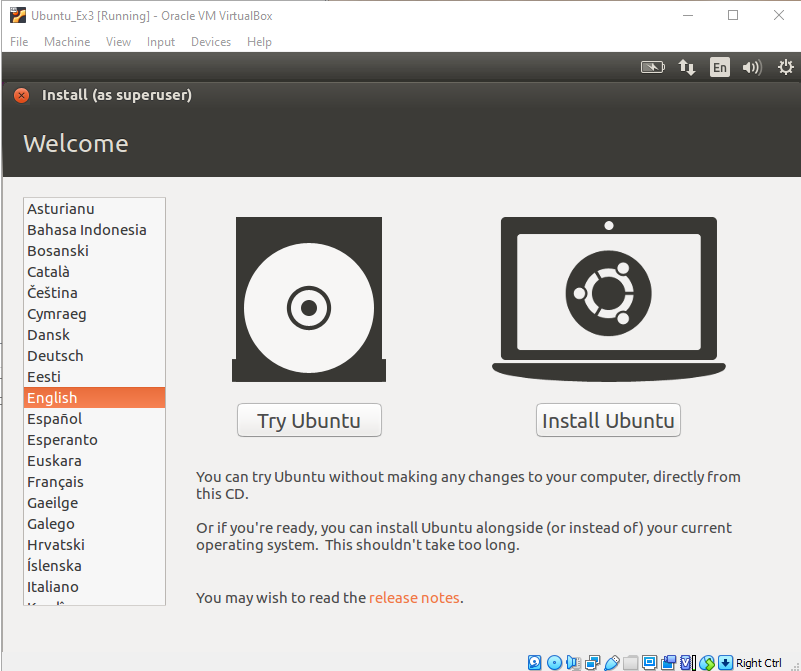 Ubuntu_Ex3 [Running] - Oracle VM VirtualBox
File Machine View Input Devices Help
En
Install (as superuser)
Welcome
Asturianu
Bahasa Indonesia
Bosanski
Català
Čeština
Cymraeg
Dansk
Deutsch
Eesti
English
Español
Esperanto
Euskara
Français
Gaeilge
Galego
Hrvatski
Íslenska
Italiano
Try Ubuntu
Install Ubuntu
You can try Ubuntu without making any changes to your computer, directly from
this CD.
Or if you're ready, you can install Ubuntu alongside (or instead of) your current
operating system. This shouldn't take too long.
You may wish to read the release notes.
Right Ctrl